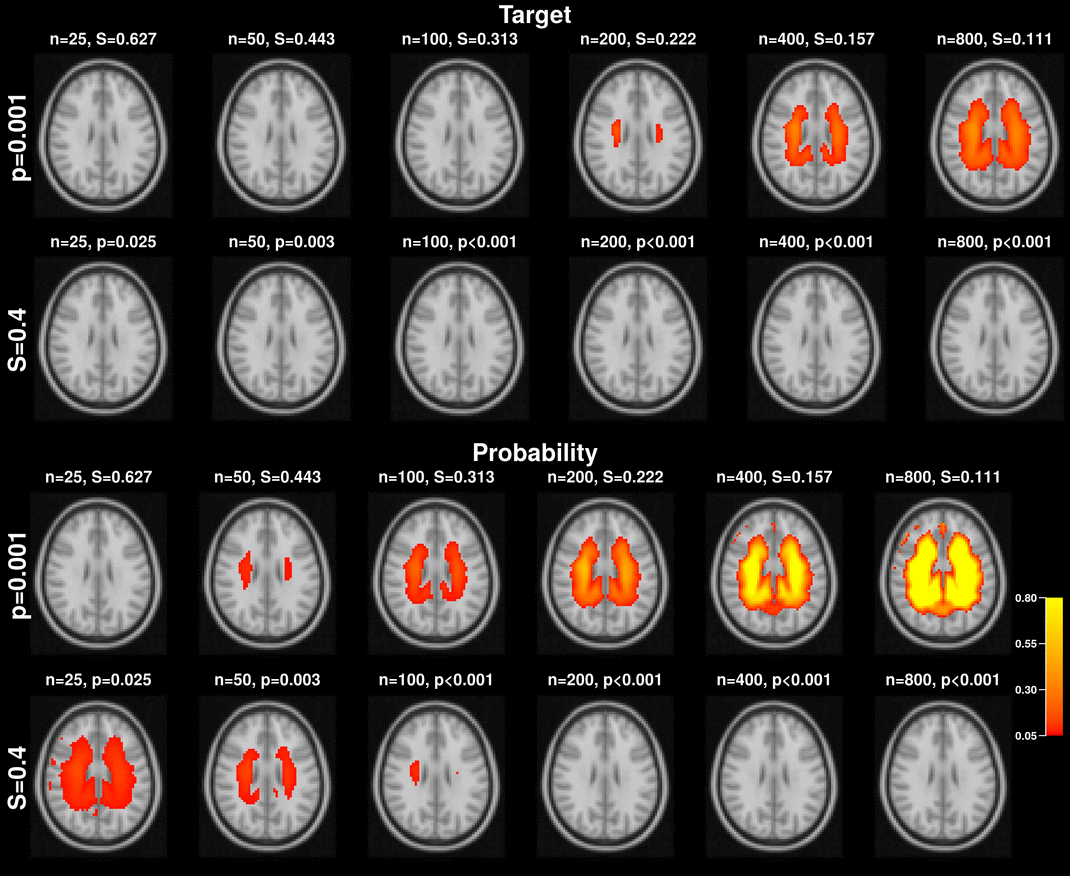 Target
n=25, S=0.627 n=50, S=0.443 n=100, S=0.313 n=200, S=0.222 n=400, S=0.157 n=800, S=0.111
p=0.001
n=25, p=0.025 n=50, p=0.003 n=100, p<0.001 n=200, p<0.001 n=400, p<0.001 n=800, p<0.001
S=0.4
Probability
n=25, S=0.627 n=50, S=0.443 n=100, S=0.313 n=200, S=0.222 n=400, S=0.157 n=800, S=0.111
p=0.001
0.80
0.55
0.30
0.05
n=25, p=0.025 n=50, p=0.003 n=100, p<0.001 n=200, p<0.001 n=400, p<0.001 n=800, p<0.001
S=0.4